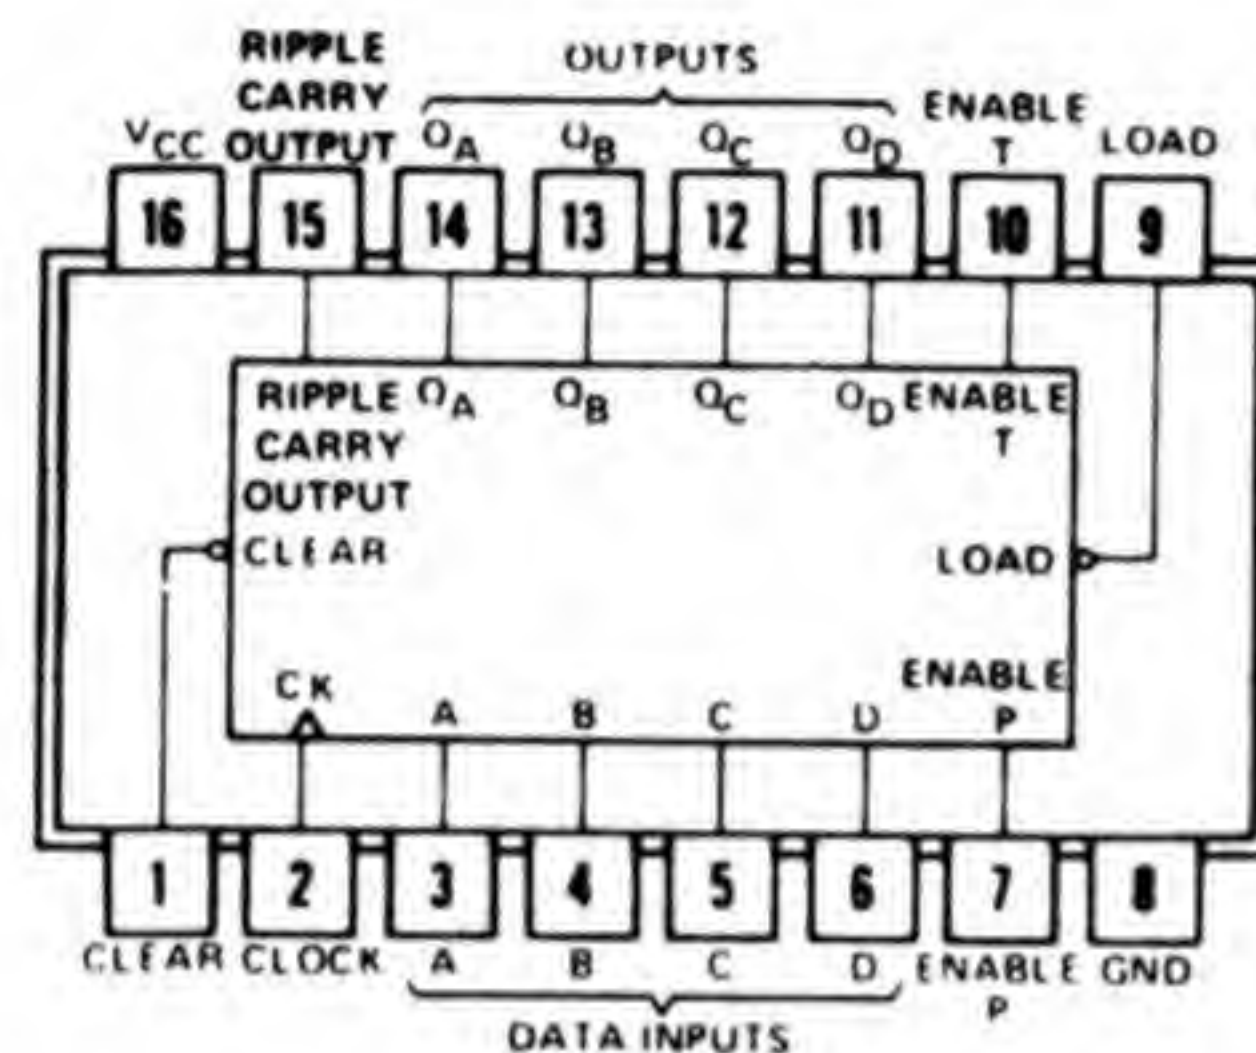 RIPPLE
CARRY
OUTPUT
VCC
OUTPUTS
QA QB QC QD
ENABLE
T
LOAD
16 15 14 13 12 11 10 9
RIPPLE
CARRY
OUTPUT
QA QB QC QD
ENABLE
T
CLEAR
LOAD
CK
A B C D
ENABLE
P
1 2 3 4 5 6 7 8
CLEAR CLOCK A B C D ENABLE
P
GND
DATA INPUTS